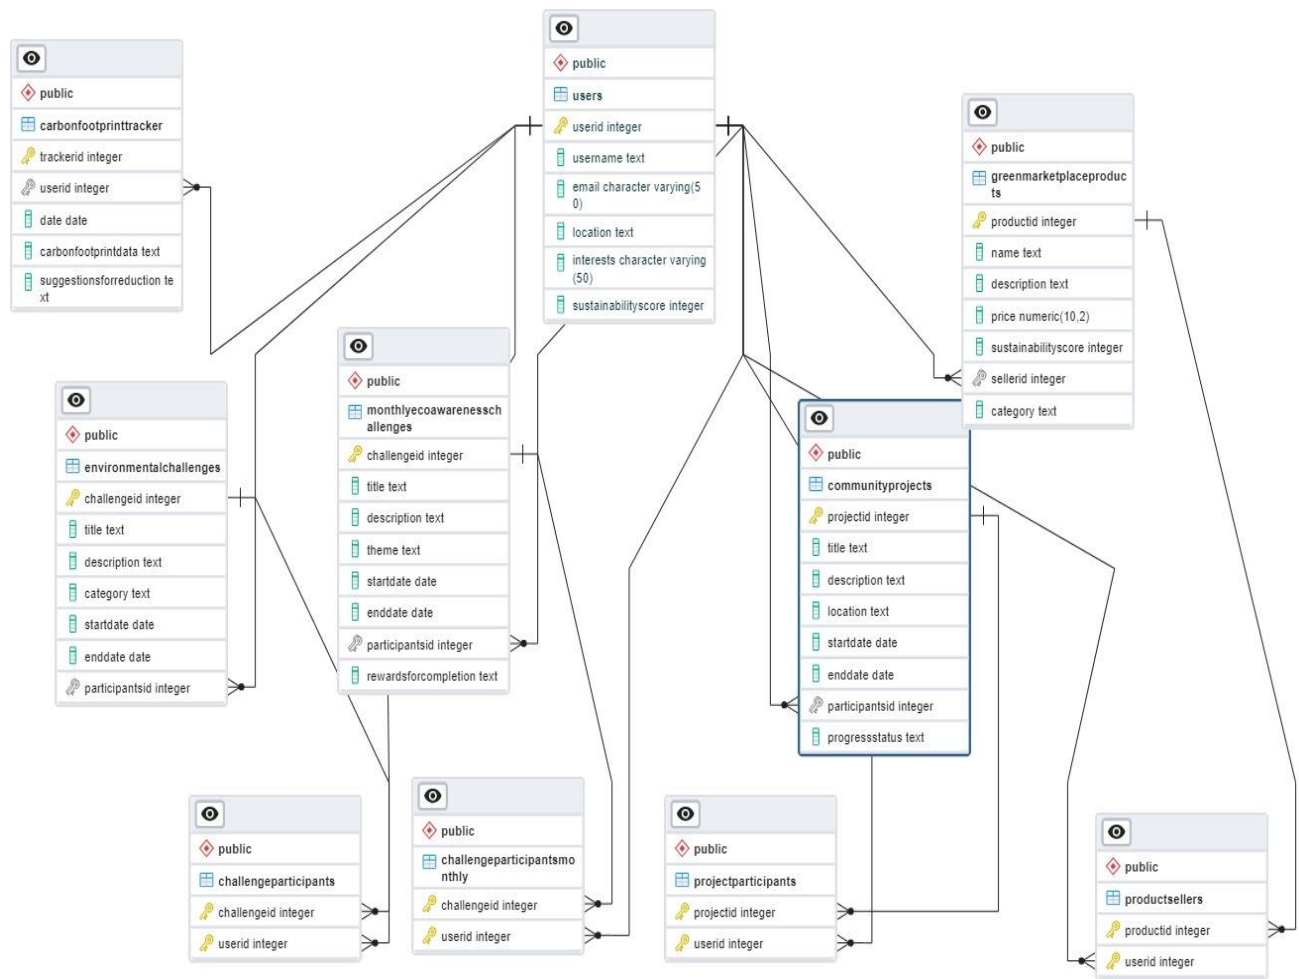 public
carbonfootprinttracker
trackerid integer
userid integer
date date
carbonfootprintdata text
suggestionsforreduction te
xt
public
users
userid integer
username text
email character varying(5
0)
location text
interests character varying
(50)
sustainabilityscore integer
public
greenmarketplaceproduc
ts
productid integer
name text
description text
price numeric(10,2)
sustainabilityscore integer
sellerid integer
category text
public
environmentalchallenges
challengeid integer
title text
description text
category text
startdate date
enddate date
participantsid integer
public
monthlyecoawarenessch
allenges
challengeid integer
title text
description text
theme text
startdate date
enddate date
participantsid integer
rewardsforcompletion text
public
communityprojects
projectid integer
title text
description text
location text
startdate date
enddate date
participantsid integer
progressstatus text
public
challengeparticipants
challengeid integer
userid integer
public
challengeparticipantsmo
nthly
challengeid integer
userid integer
public
projectparticipants
projectid integer
userid integer
public
productsellers
productid integer
userid integer